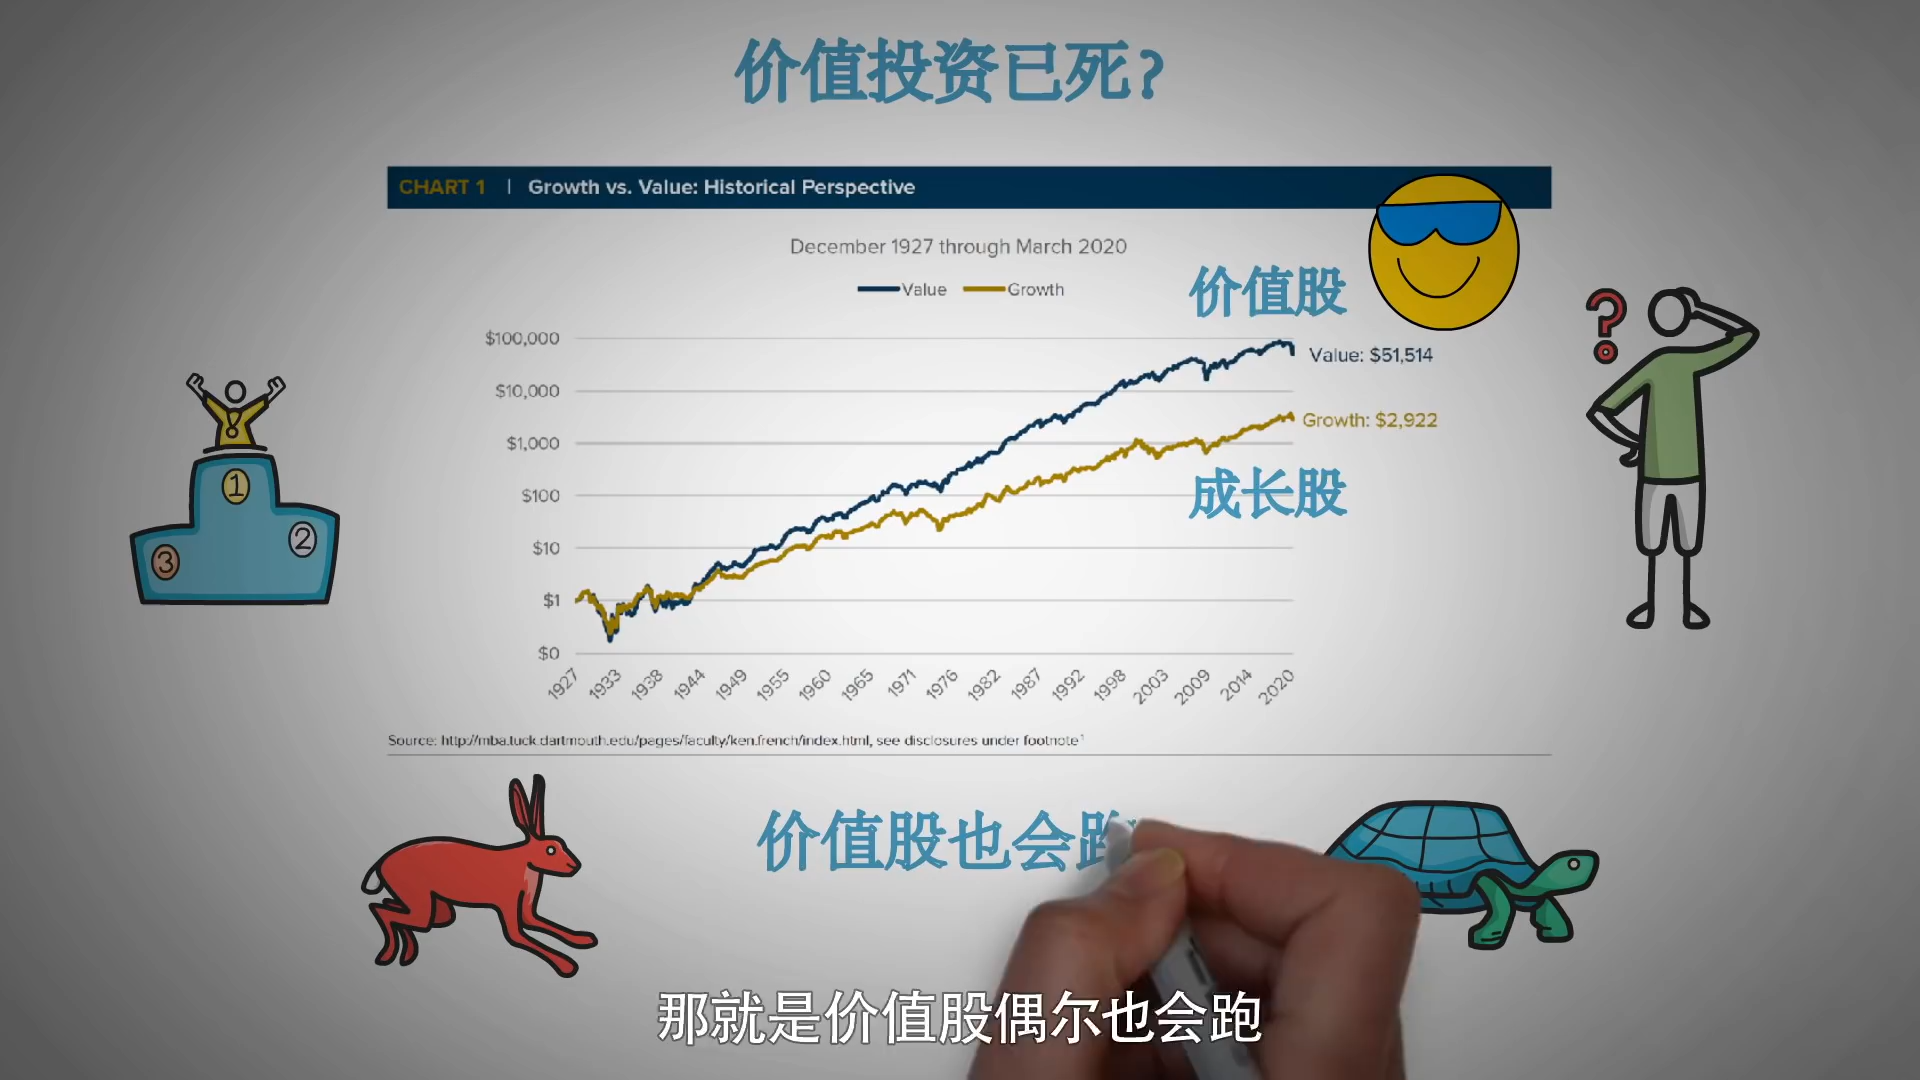 价值投资已死?
CHART 1 | Growth vs. Value: Historical Perspective
December 1927 through March 2020
Value Growth
价值股
$100,000
Value: $51,514
$10,000
Growth: $2,922
$1,000
成长股
$100
$10
$1
$0
1927 1933 1938 1944 1949 1955 1960 1965 1971 1976 1982 1987 1992 1998 2003 2009 2014 2020
1
2
3
?
Source: http://mba.tuck.dartmouth.edu/pages/faculty/ken.french/index.html, see disclosures under footnote¹
价值股也会
那就是价值股偶尔也会跑